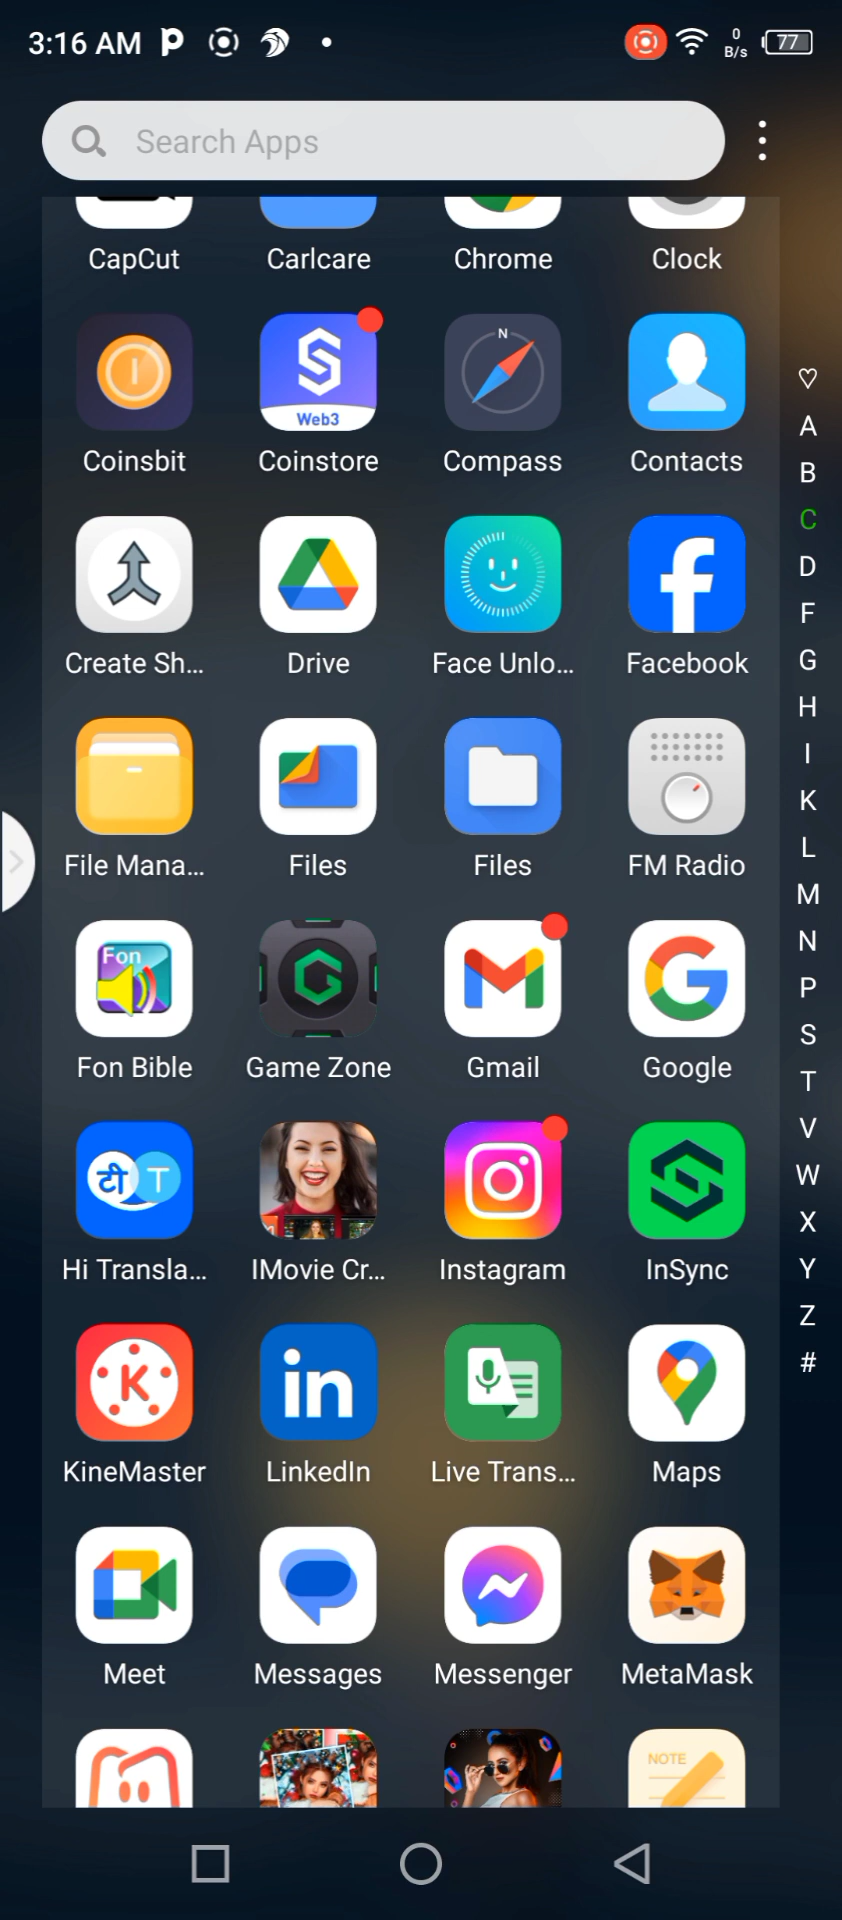 3:16 AM
0
B/s
77
Search Apps
CapCut Carlcare Chrome Clock
N
Web3
Coinsbit Coinstore Compass Contacts
Create Sh... Drive Face Unlo... Facebook
File Mana... Files Files FM Radio
Fon
Fon Bible Game Zone Gmail Google
टी T
Hi Transla... IMovie Cr... Instagram InSync
K
in
KineMaster LinkedIn Live Trans... Maps
Meet Messages Messenger MetaMask
NOTE
♡
A
B
C
D
F
G
H
I
K
L
M
N
P
S
T
V
W
X
Y
Z
#